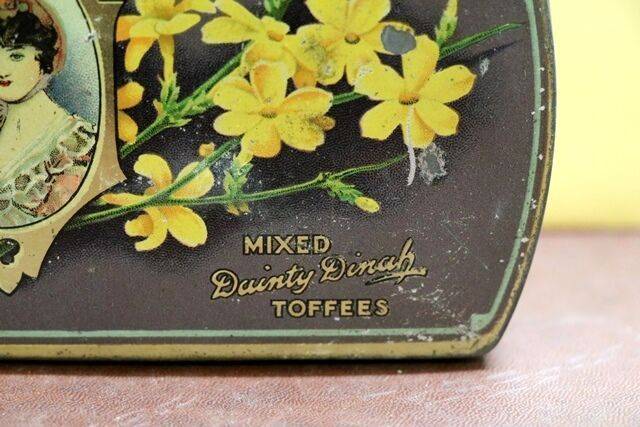 MIXED
Dainty Dinah
TOFFEES